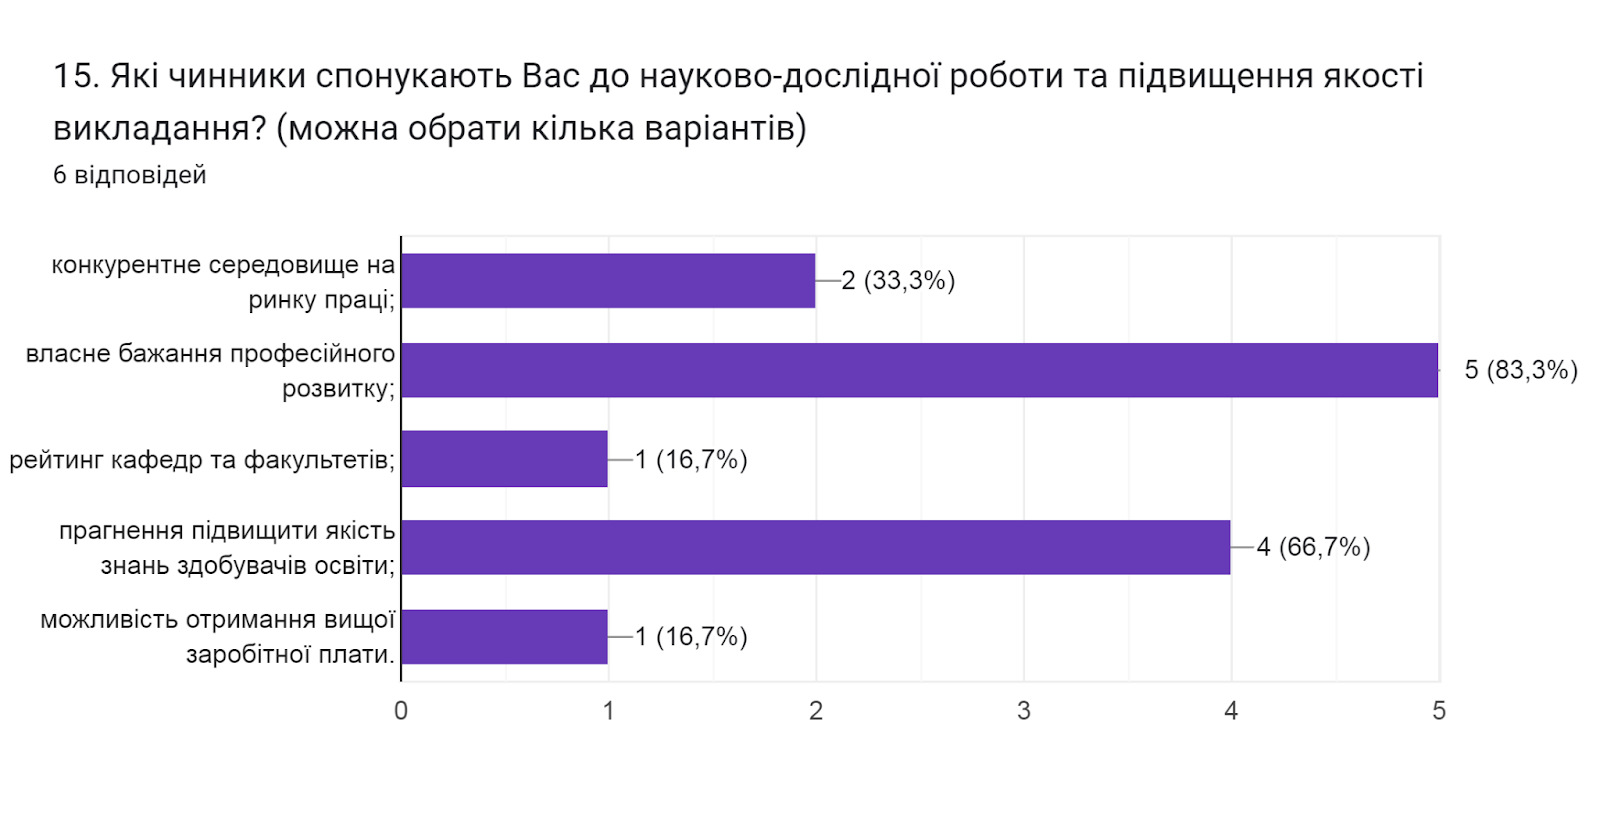 15. Які чинники спонукають Вас до науково-дослідної роботи та підвищення якості
викладання? (можна обрати кілька варіантів)
6 відповідей
конкурентне середовище на
ринку праці;
2 (33,3%)
власне бажання професійного
розвитку;
5 (83,3%)
рейтинг кафедр та факультетів;
1 (16,7%)
прагнення підвищити якість
знань здобувачів освіти;
4 (66,7%)
можливість отримання вищої
заробітної плати.
1 (16,7%)
0 1 2 3 4 5